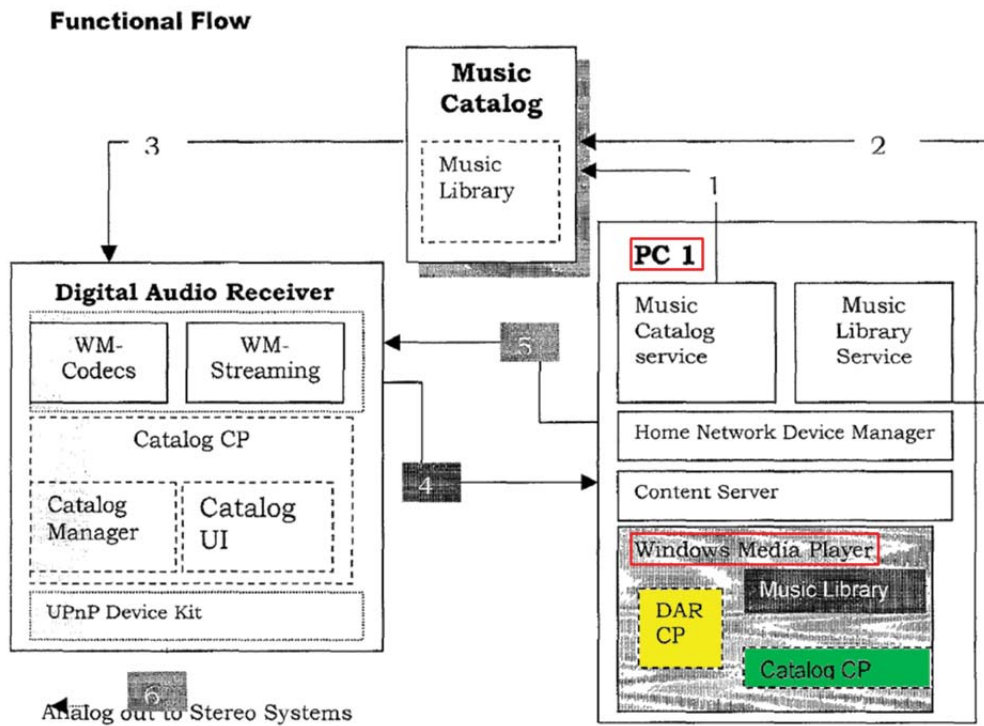 Functional Flow
Music
Catalog
Music
Library
3
2
1
PC 1
Music
Catalog
service
Music
Library
Service
Home Network Device Manager
Content Server
Windows Media Player
Music Library
DAR
CP
Catalog CP
Digital Audio Receiver
WM-
Codecs
WM-
Streaming
Catalog CP
Catalog
Manager
Catalog
UI
UPnP Device Kit
5
4
6
Analog out to Stereo Systems